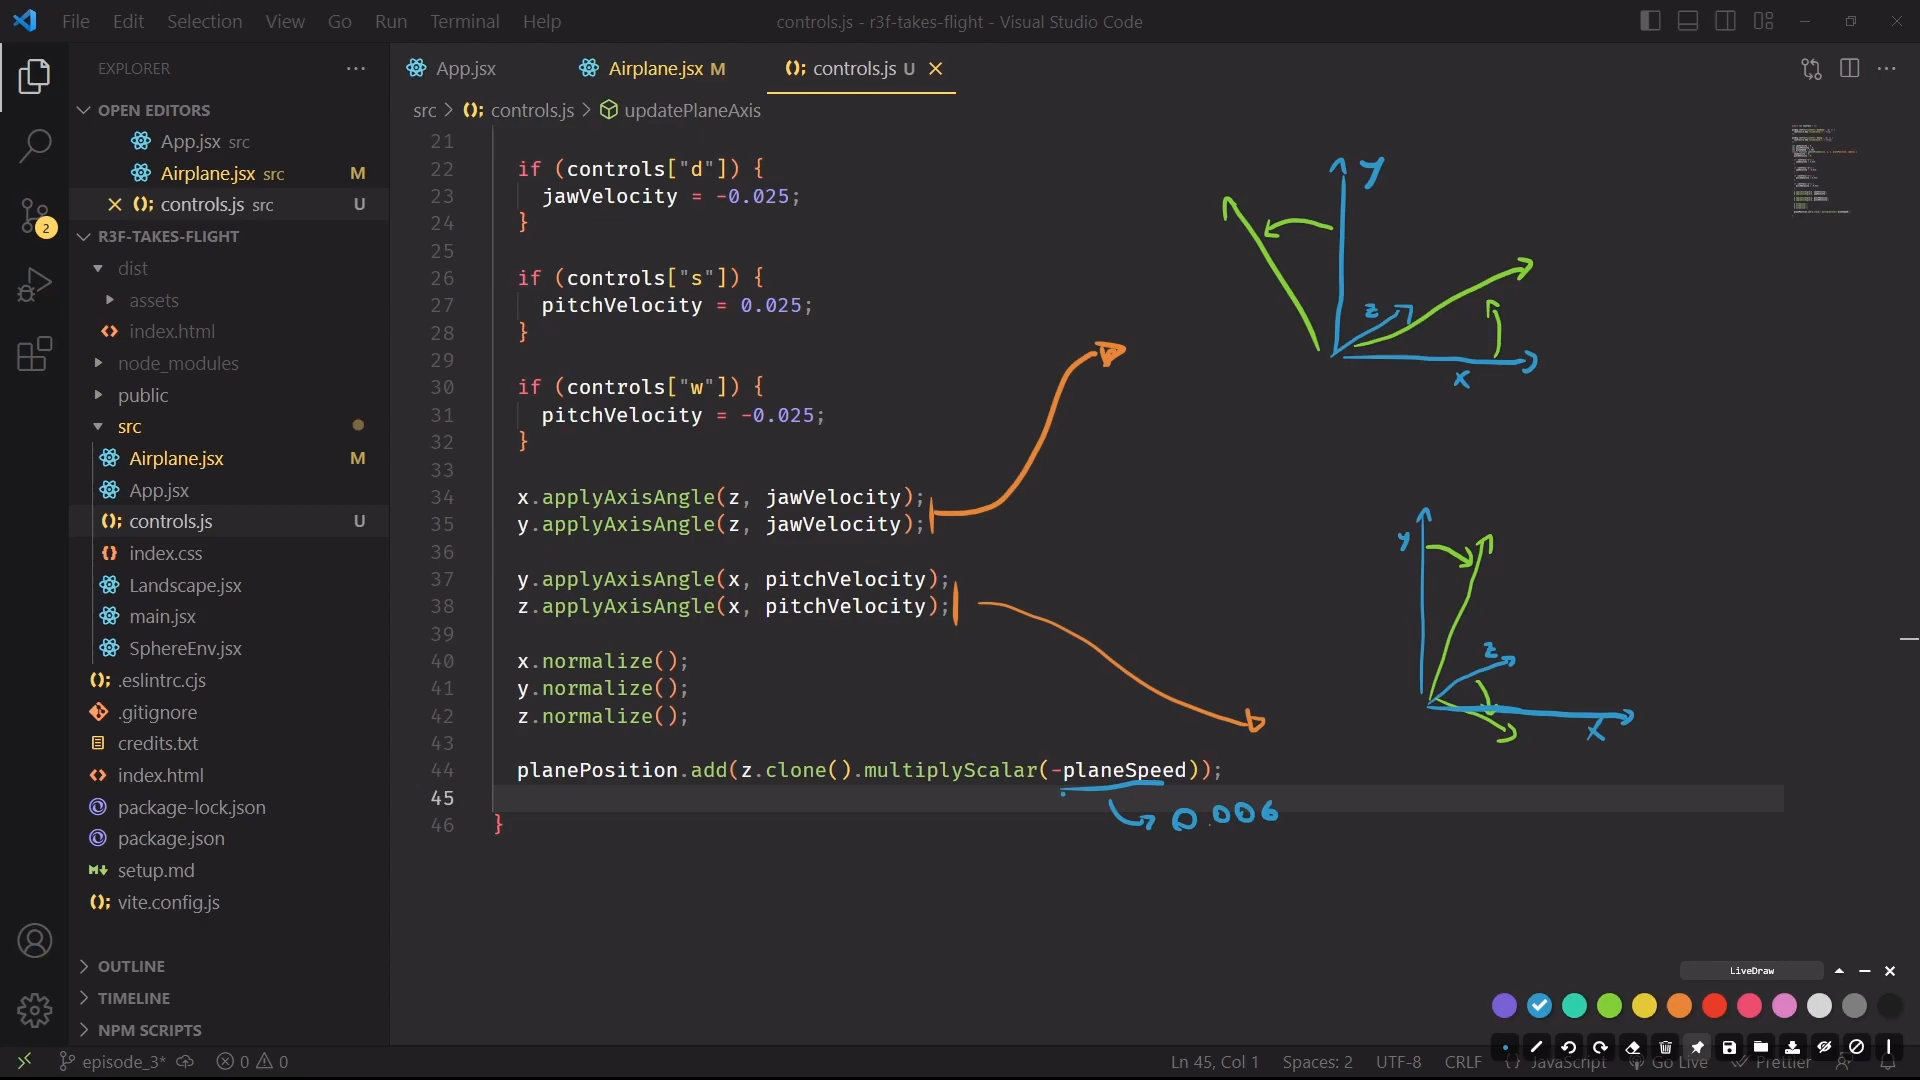 File Edit Selection View Go Run Terminal Help
controls.js - r3f-takes-flight - Visual Studio Code
EXPLORER
OPEN EDITORS
App.jsx src
Airplane.jsx src M
controls.js src U
R3F-TAKES-FLIGHT
dist
assets
index.html
node_modules
public
src
Airplane.jsx M
App.jsx
controls.js U
index.css
Landscape.jsx
main.jsx
SphereEnv.jsx
.eslintrc.cjs
.gitignore
credits.txt
index.html
package-lock.json
package.json
setup.md
vite.config.js
OUTLINE
TIMELINE
NPM SCRIPTS
2
App.jsx Airplane.jsx M controls.js U
src > controls.js > updatePlaneAxis
21
22 if (controls["d"]) {
23 jawVelocity = -0.025;
24 }
25
26 if (controls["s"]) {
27 pitchVelocity = 0.025;
28 }
29
30 if (controls["w"]) {
31 pitchVelocity = -0.025;
32 }
33
34 x.applyAxisAngle(z, jawVelocity);
35 y.applyAxisAngle(z, jawVelocity);
36
37 y.applyAxisAngle(x, pitchVelocity);
38 z.applyAxisAngle(x, pitchVelocity);
39
40 x.normalize();
41 y.normalize();
42 z.normalize();
43
44 planePosition.add(z.clone().multiplyScalar(-planeSpeed));
45
46 }
0.006
y
z
x
y
z
x
LiveDraw
episode_3* 0 0
Ln 45, Col 1 Spaces: 2 UTF-8 CRLF {} JavaScript Go Live Prettier